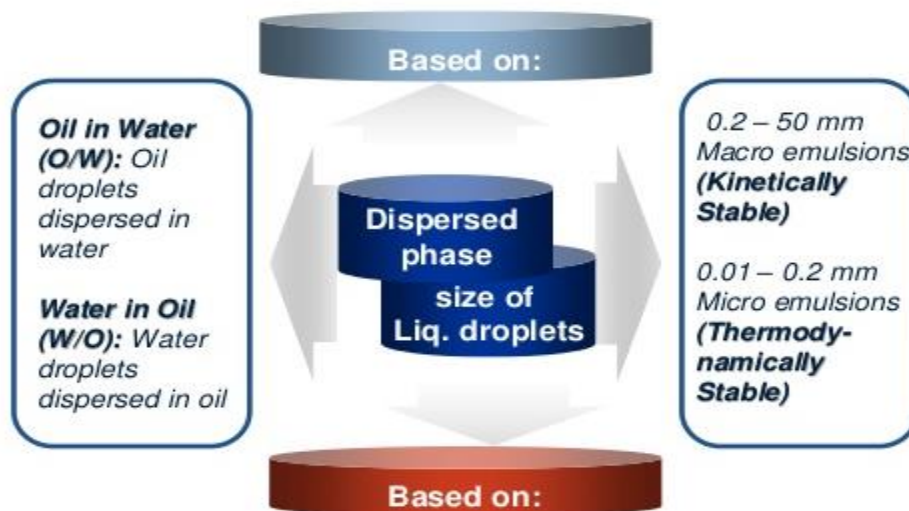 Based on:
Oil in Water
(O/W): Oil
droplets
dispersed in
water
Water in Oil
(W/O): Water
droplets
dispersed in oil
Dispersed
phase
size of
Liq. droplets
0.2 – 50 mm
Macro emulsions
(Kinetically
Stable)
0.01 – 0.2 mm
Micro emulsions
(Thermody-
namically
Stable)
Based on: